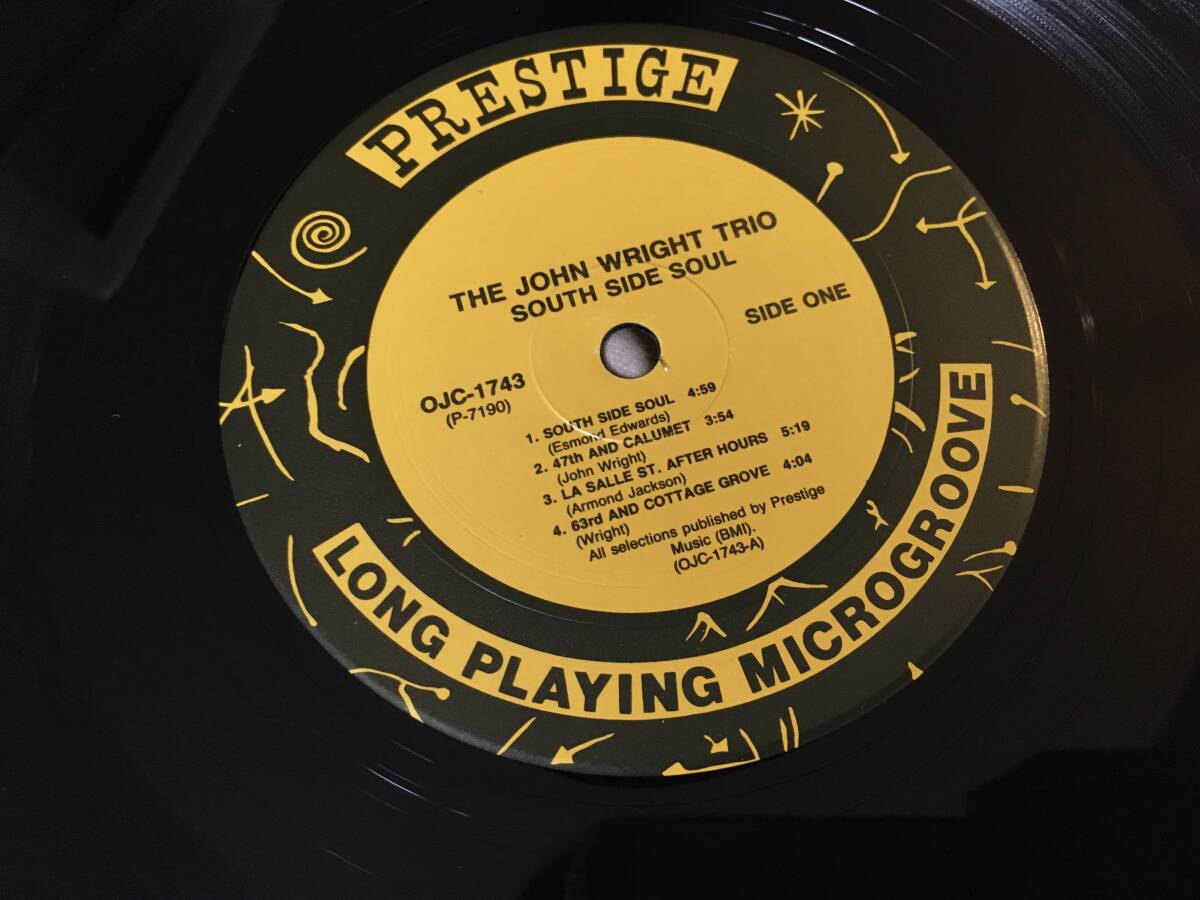 PRESTIGE
THE JOHN WRIGHT TRIO
SOUTH SIDE SOUL
SIDE ONE
OJC-1743
(P-7190)
1. SOUTH SIDE SOUL 4:59
(Esmond Edwards)
2. 47th AND CALUMET 3:54
(John Wright)
3. LA SALLE ST. AFTER HOURS 5:19
(Armond Jackson)
4. 63rd AND COTTAGE GROVE 4:04
(Wright)
All selections published by Prestige
Music (BMI).
(OJC-1743-A)
LONG PLAYING MICROGROOVE